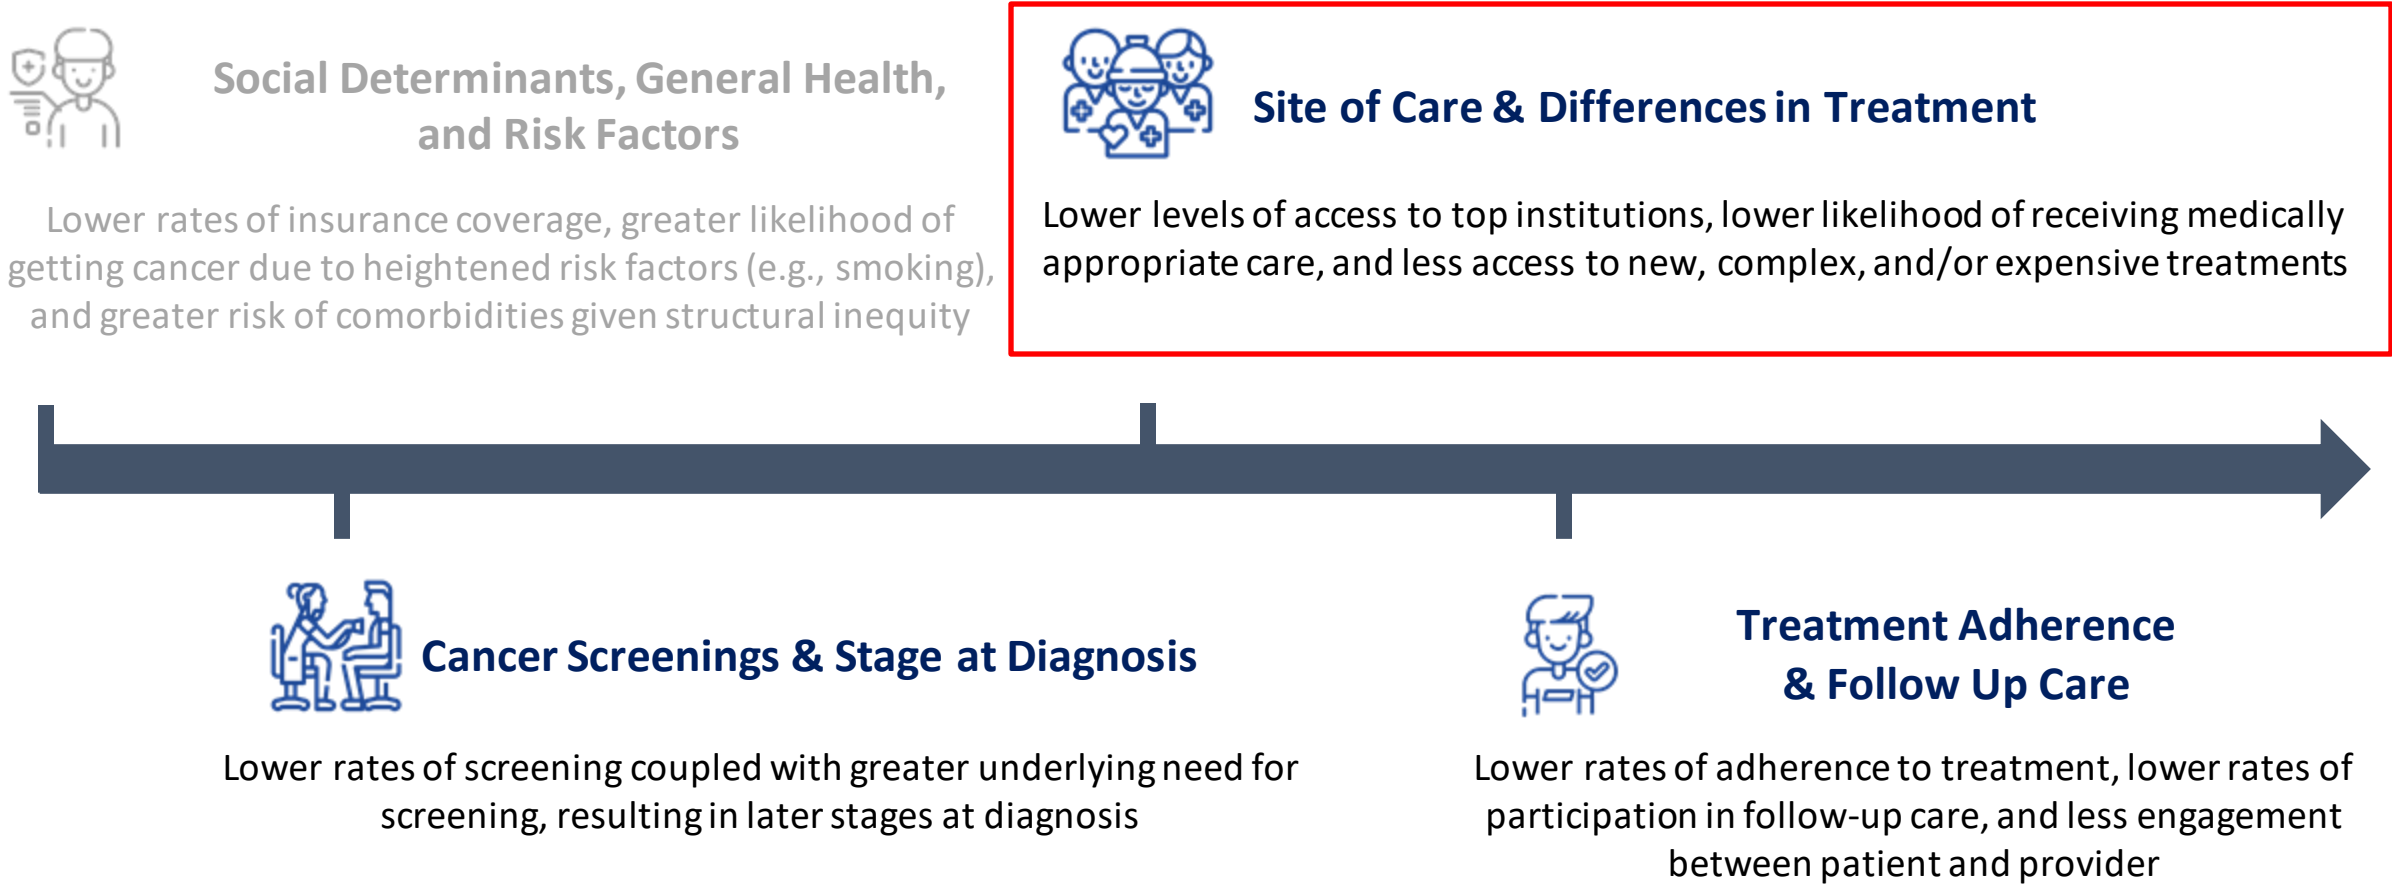 Social Determinants, General Health,
and Risk Factors
Lower rates of insurance coverage, greater likelihood of
getting cancer due to heightened risk factors (e.g., smoking),
and greater risk of comorbidities given structural inequity
Site of Care & Differences in Treatment
Lower levels of access to top institutions, lower likelihood of receiving medically
appropriate care, and less access to new, complex, and/or expensive treatments
Cancer Screenings & Stage at Diagnosis
Lower rates of screening coupled with greater underlying need for
screening, resulting in later stages at diagnosis
Treatment Adherence
& Follow Up Care
Lower rates of adherence to treatment, lower rates of
participation in follow-up care, and less engagement
between patient and provider